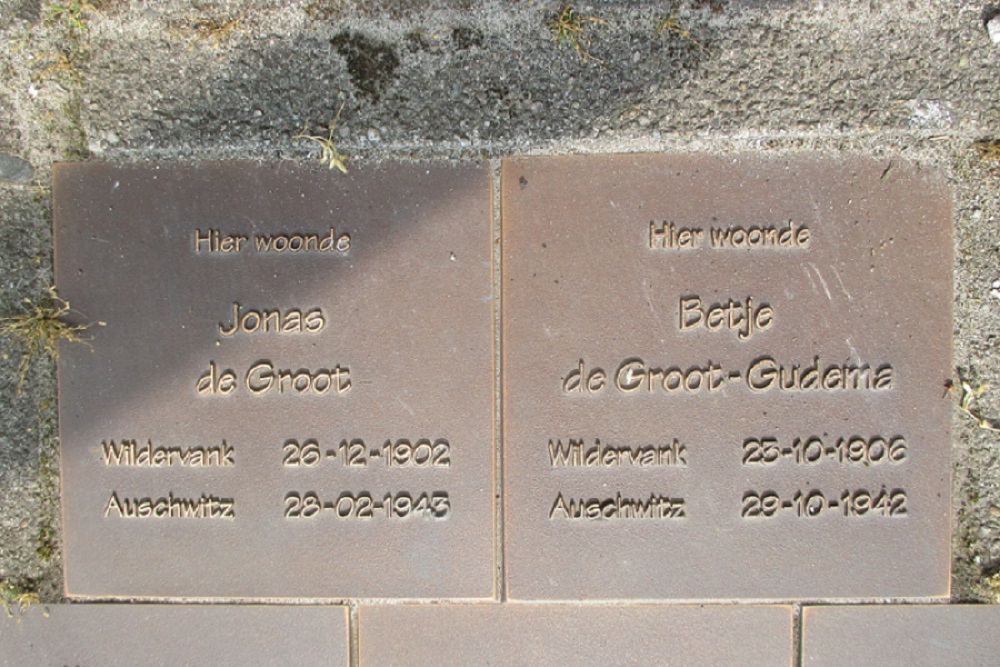 Hier woonde
Jonas
de Groot
Wildervank 26-12-1902
Auschwitz 28-02-1943
Hier woonde
Betje
de Groot-Gudema
Wildervank 25-10-1906
Auschwitz 29-10-1942